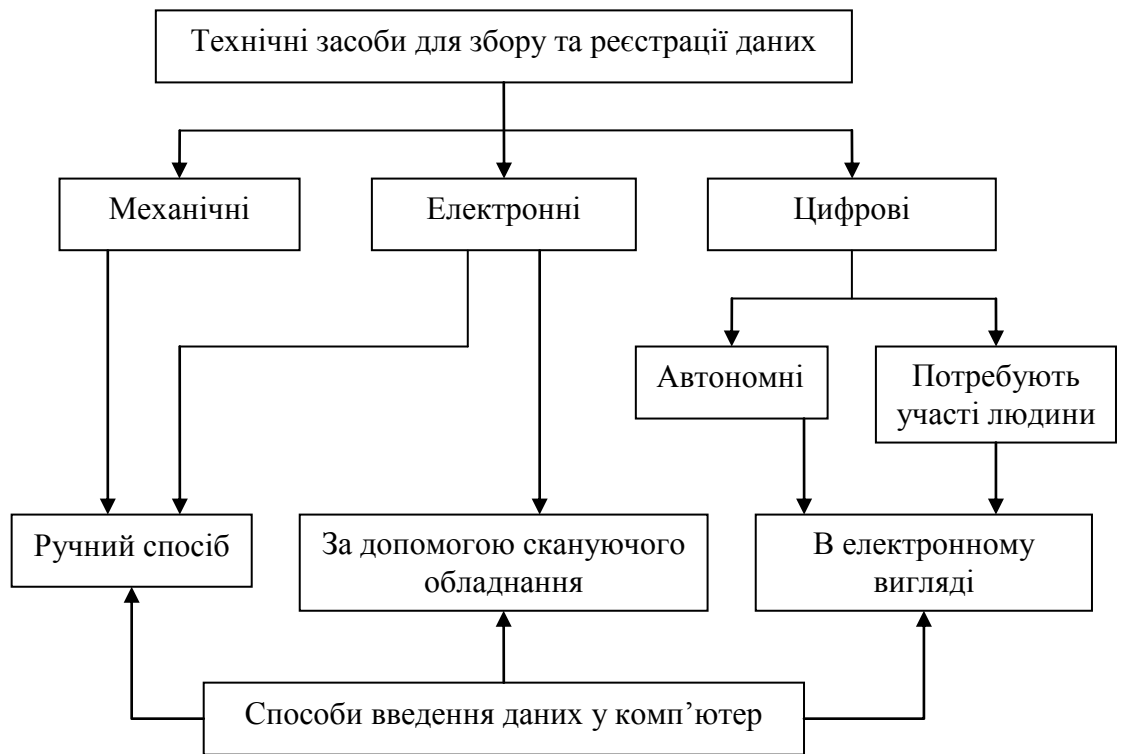 Технічні засоби для збору та реєстрації даних
Механічні
Електронні
Цифрові
Автономні
Потребують
участі людини
Ручний спосіб
За допомогою скануючого
обладнання
В електронному
вигляді
Способи введення даних у комп’ютер